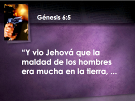 Génesis 6:5
“Y vio Jehová que la
maldad de los hombres
era mucha en la tierra, ...